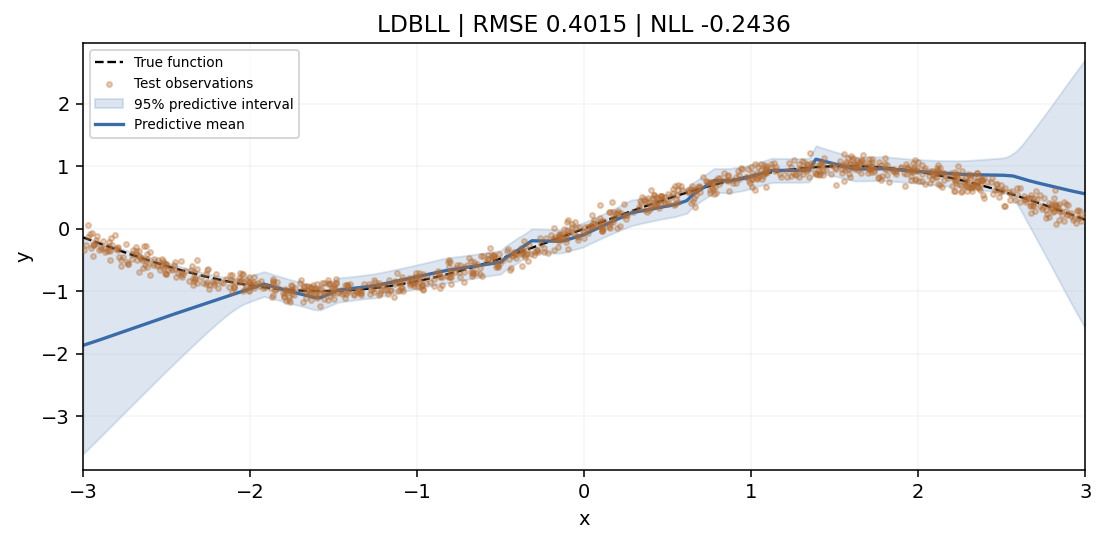 LDBLL | RMSE 0.4015 | NLL -0.2436
True function
Test observations
95% predictive interval
Predictive mean
2
1
0
−1
−2
−3
y
−3 −2 −1 0 1 2 3
x